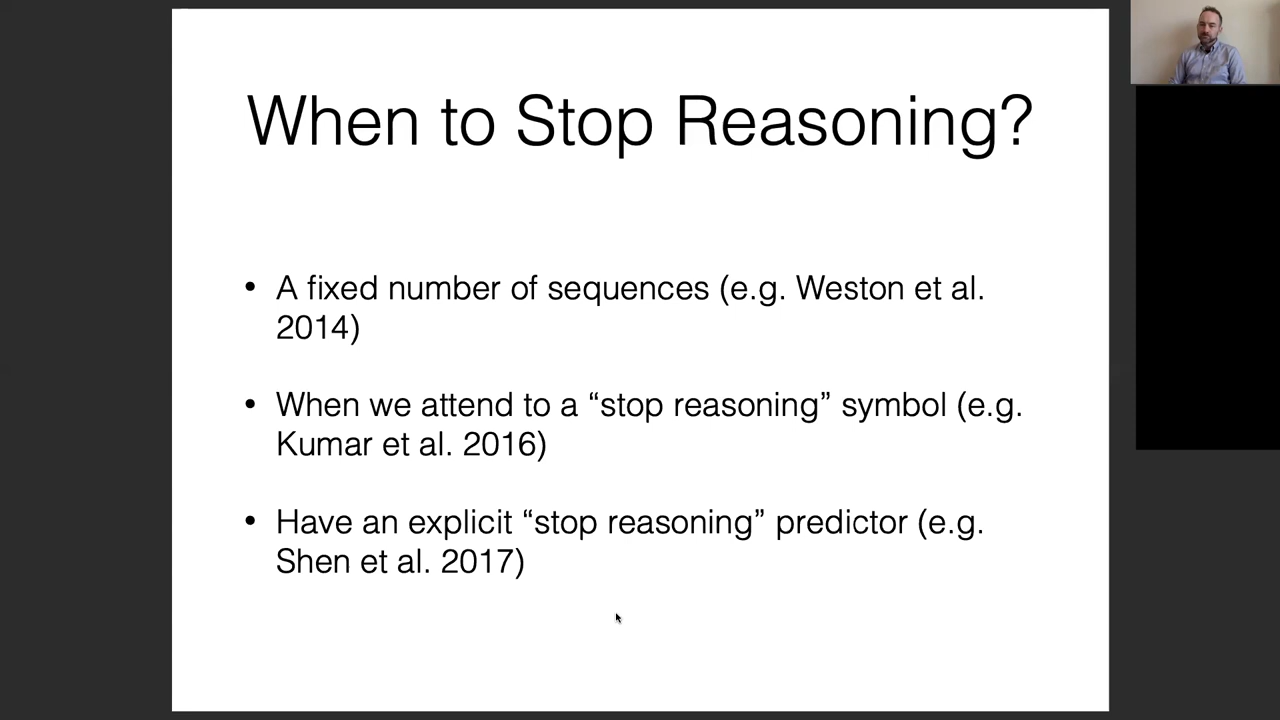 When to Stop Reasoning?
• A fixed number of sequences (e.g. Weston et al.
2014)
• When we attend to a “stop reasoning” symbol (e.g.
Kumar et al. 2016)
• Have an explicit “stop reasoning” predictor (e.g.
Shen et al. 2017)